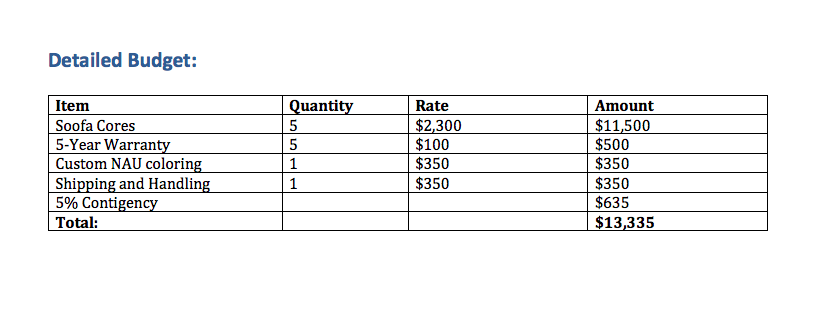 Detailed Budget:
Item Quantity Rate Amount
Soofa Cores 5 $2,300 $11,500
5-Year Warranty 5 $100 $500
Custom NAU coloring 1 $350 $350
Shipping and Handling 1 $350 $350
5% Contigency $635
Total: $13,335